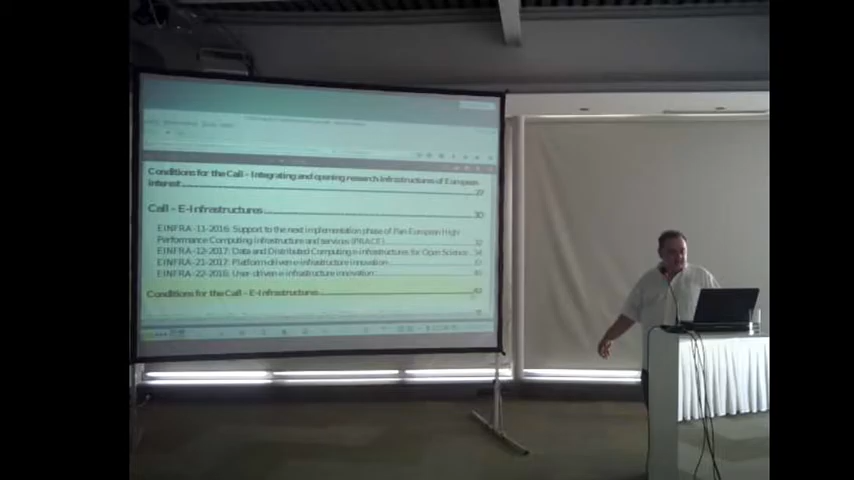 Conditions for the Call - Integrating and opening research infrastructures of European
interest 27
Call - E-Infrastructures 30
EINFRA-11-2016: Support to the next implementation phase of Pan-European High
Performance Computing infrastructure and services (PRACE) 32
EINFRA-12-2017: Data and Distributed Computing e-infrastructures for Open Science
EINFRA-21-2017: Platform-driven e-infrastructure innovation
EINFRA-22-2016: User-driven e-infrastructure innovation
Conditions for the Call - E-Infrastructures